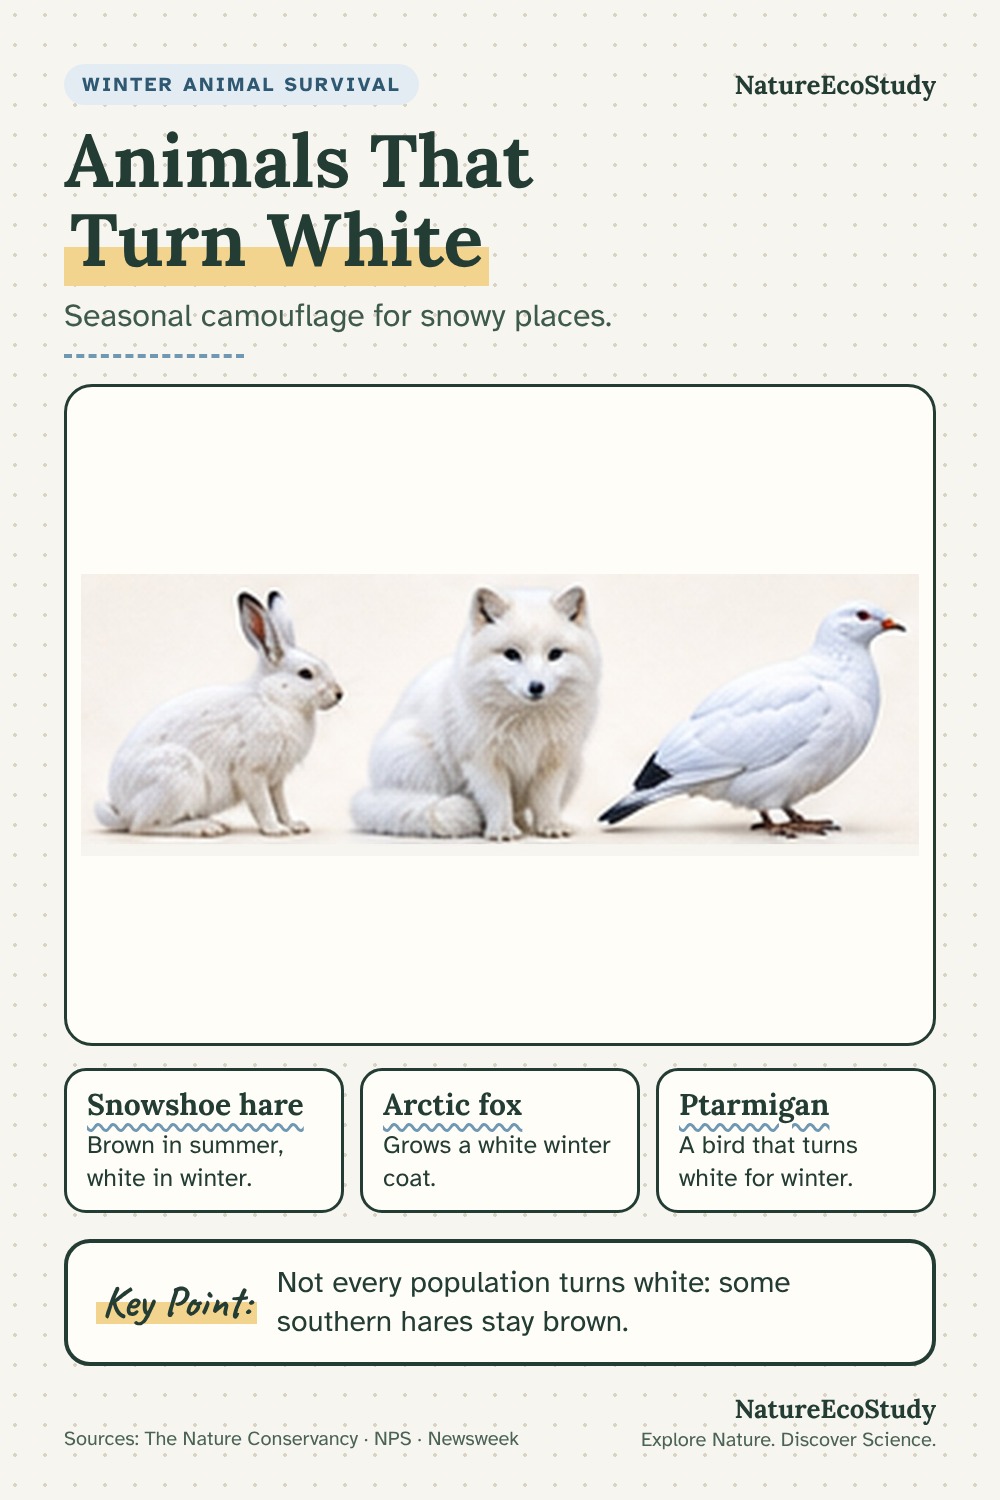 WINTER ANIMAL SURVIVAL
NatureEcoStudy
Animals That
Turn White
Seasonal camouflage for snowy places.
Snowshoe hare
Brown in summer,
white in winter.
Arctic fox
Grows a white winter
coat.
Ptarmigan
A bird that turns
white for winter.
Key Point:
Not every population turns white: some
southern hares stay brown.
NatureEcoStudy
Sources: The Nature Conservancy · NPS · Newsweek
Explore Nature. Discover Science.